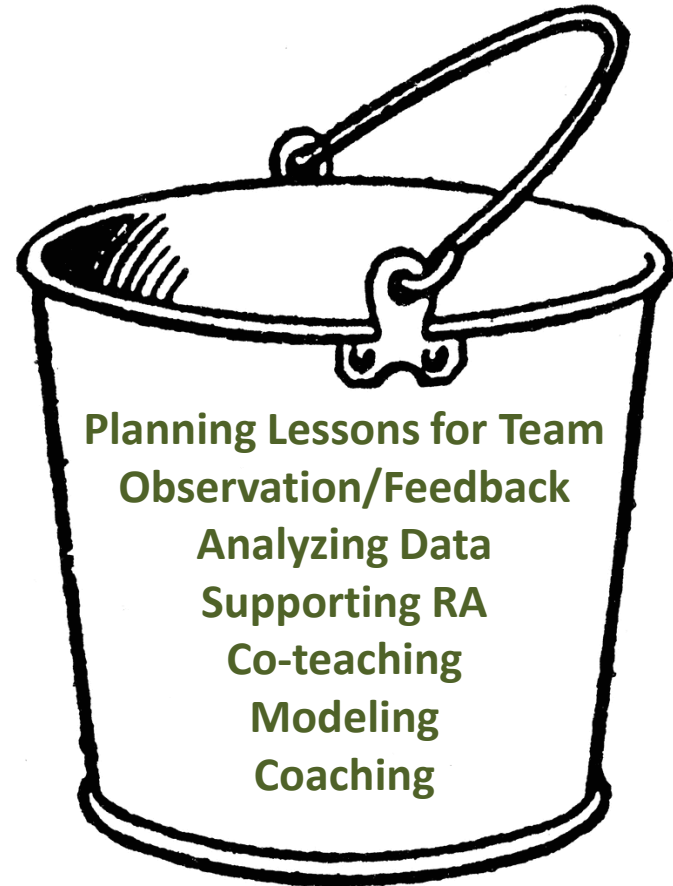 Planning Lessons for Team
Observation/Feedback
Analyzing Data
Supporting RA
Co-teaching
Modeling
Coaching